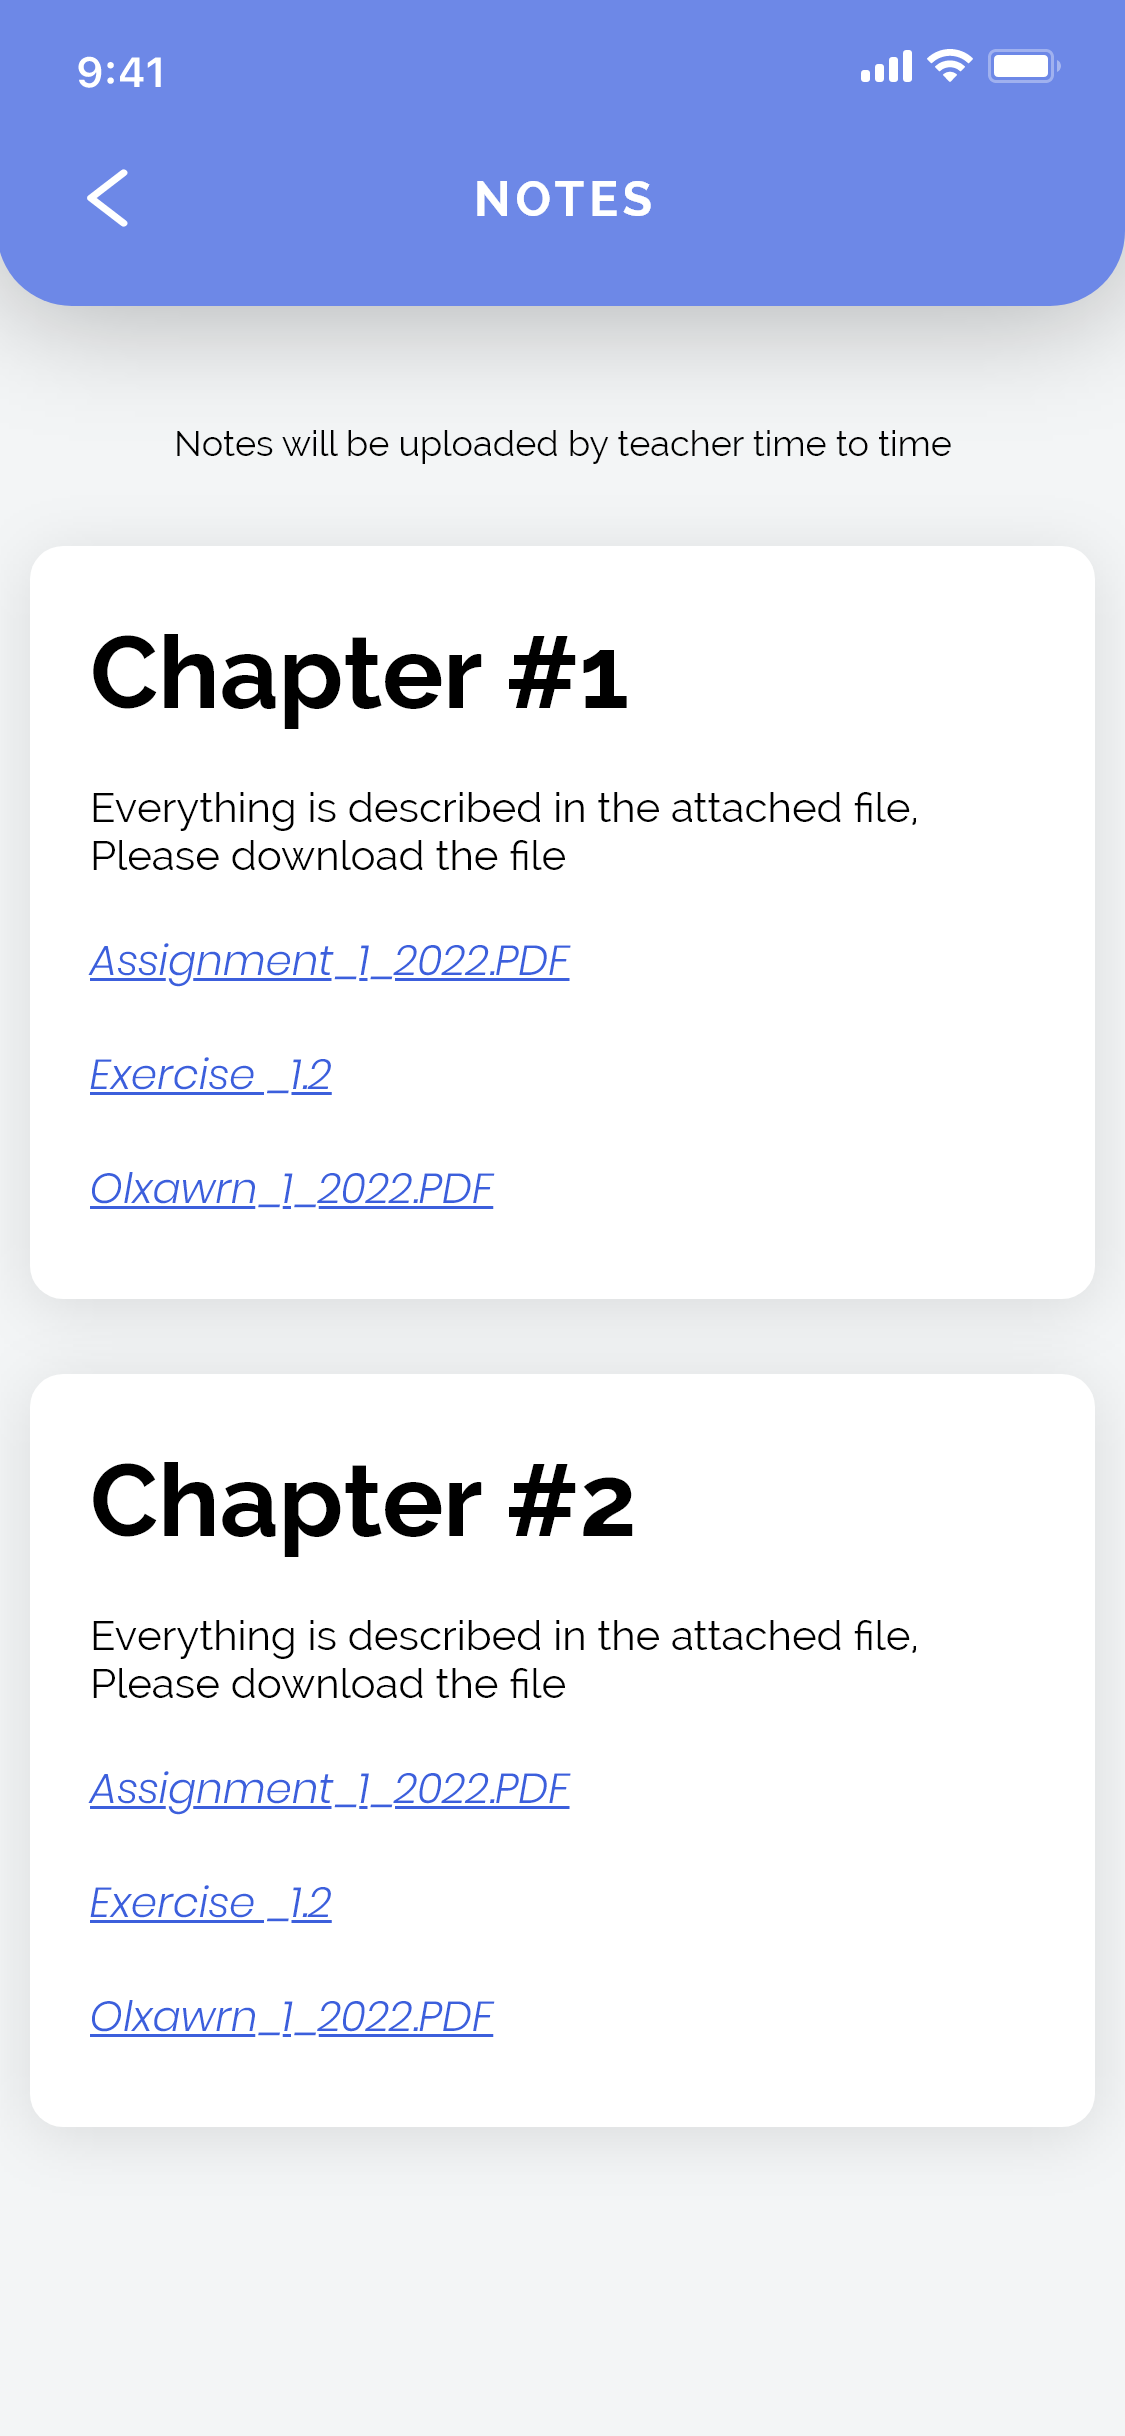 9:41
NOTES
Notes will be uploaded by teacher time to time
Chapter #1
Everything is described in the attached file,
Please download the file
Assignment_1_2022.PDF
Exercise _1.2
Olxawrn_1_2022.PDF
Chapter #2
Everything is described in the attached file,
Please download the file
Assignment_1_2022.PDF
Exercise _1.2
Olxawrn_1_2022.PDF